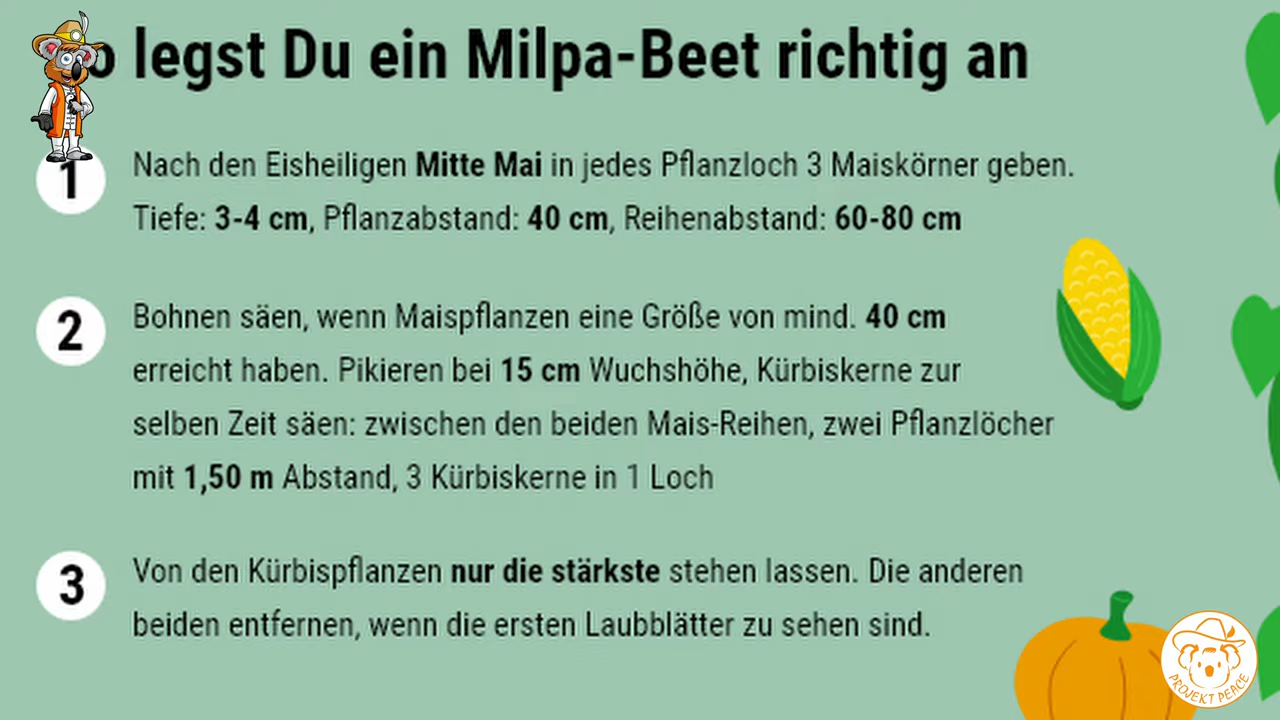 legst Du ein Milpa-Beet richtig an
1
Nach den Eisheiligen Mitte Mai in jedes Pflanzloch 3 Maiskörner geben.
Tiefe: 3-4 cm, Pflanzabstand: 40 cm, Reihenabstand: 60-80 cm
2
Bohnen säen, wenn Maispflanzen eine Größe von mind. 40 cm
erreicht haben. Pikieren bei 15 cm Wuchshöhe, Kürbiskerne zur
selben Zeit säen: zwischen den beiden Mais-Reihen, zwei Pflanzlöcher
mit 1,50 m Abstand, 3 Kürbiskerne in 1 Loch
3
Von den Kürbispflanzen nur die stärkste stehen lassen. Die anderen
beiden entfernen, wenn die ersten Laubblätter zu sehen sind.
PROJEKT PEACE